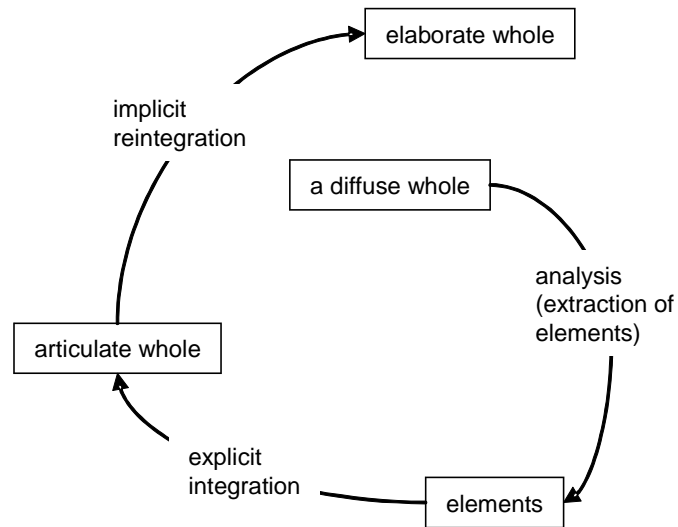 elaborate whole
implicit
reintegration
a diffuse whole
analysis
(extraction of
elements)
articulate whole
explicit
integration
elements